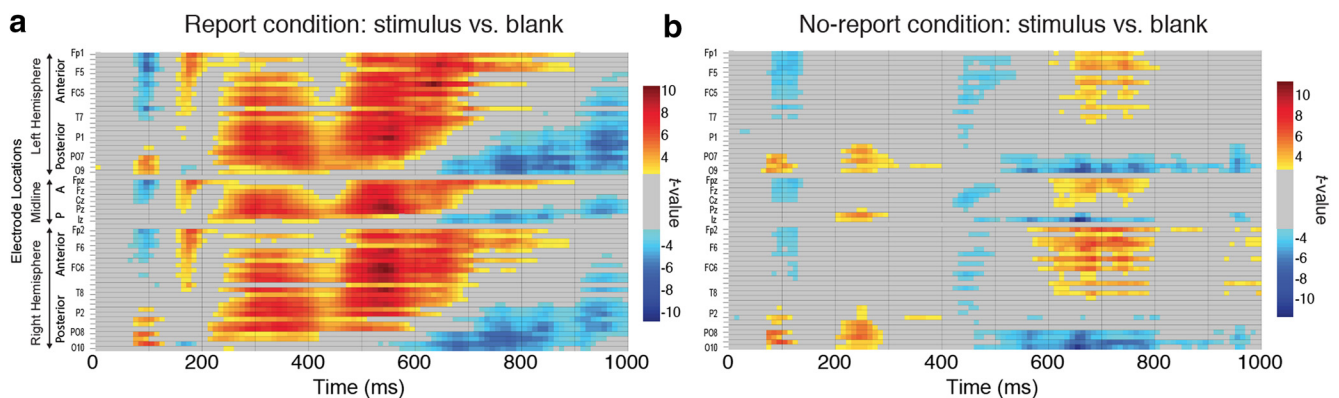 a Report condition: stimulus vs. blank
Electrode Locations
Left Hemisphere
Anterior
Posterior
Fp1
F5
FC5
T7
P1
PO7
O9
Midline
A
P
Fpz
Fz
Cz
Pz
Iz
Right Hemisphere
Anterior
Posterior
Fp2
F6
FC6
T8
P2
PO8
O10
0 200 400 600 800 1000
Time (ms)
10
8
6
4
-4
-6
-8
-10
t-value
b No-report condition: stimulus vs. blank
Fp1
F5
FC5
T7
P1
PO7
O9
Fpz
Fz
Cz
Pz
Iz
Fp2
F6
FC6
T8
P2
PO8
O10
0 200 400 600 800 1000
Time (ms)
10
8
6
4
-4
-6
-8
-10
t-value